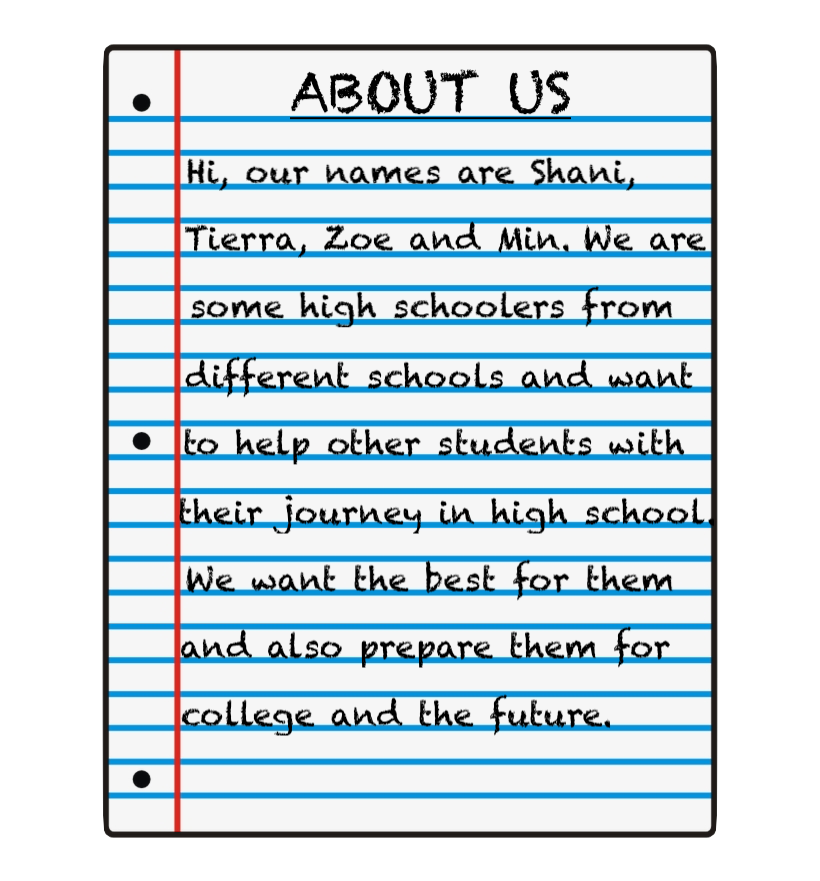 ABOUT US
Hi, our names are Shani,
Tierra, Zoe and Min. We are
some high schoolers from
different schools and want
to help other students with
their journey in high school.
We want the best for them
and also prepare them for
college and the future.